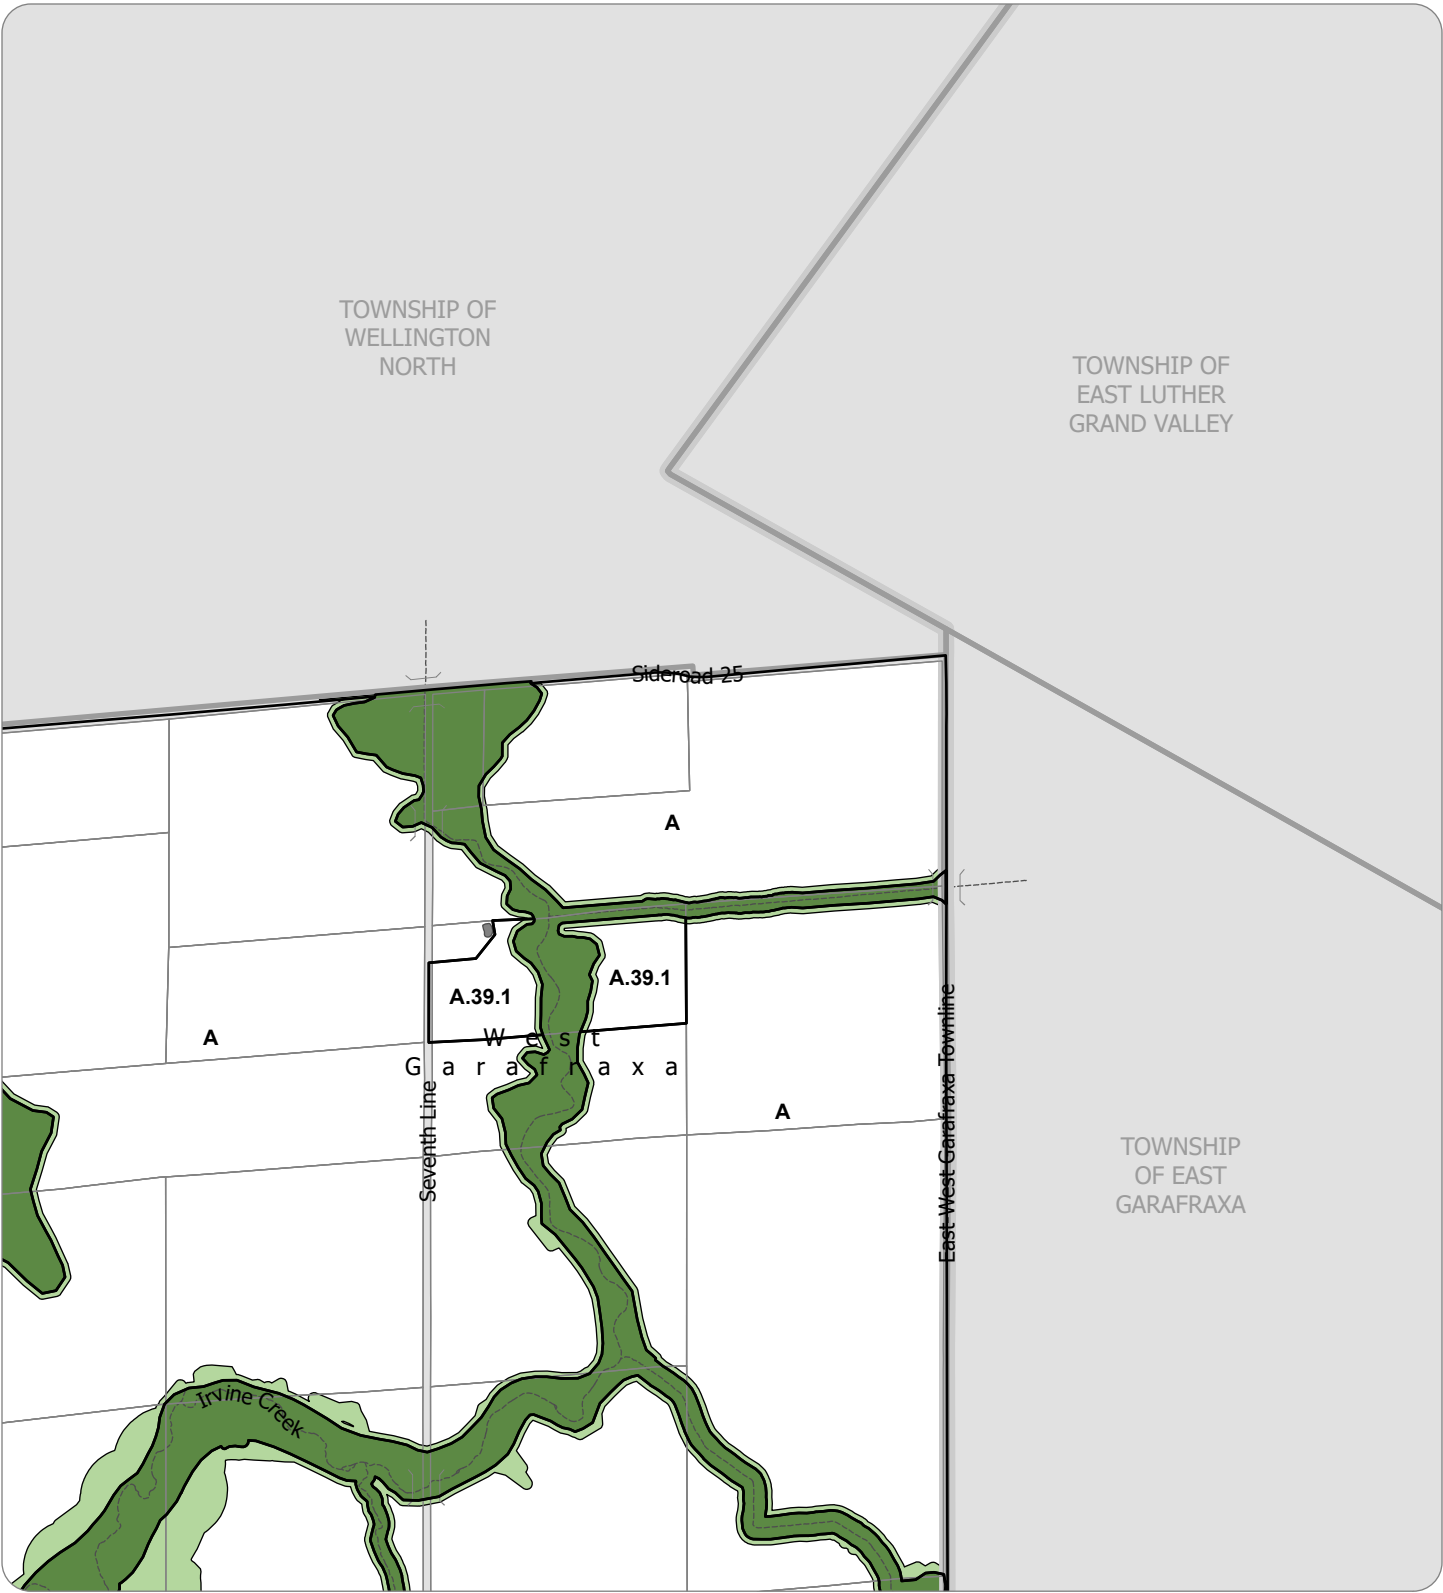 TOWNSHIP OF
WELLINGTON
NORTH
TOWNSHIP OF
EAST LUTHER
GRAND VALLEY
Sideroad 25
A
A.39.1
A.39.1
A
West
Garafraxa
Seventh Line
A
East West Garafraxa Townline
TOWNSHIP
OF EAST
GARAFRAXA
Irvine Creek